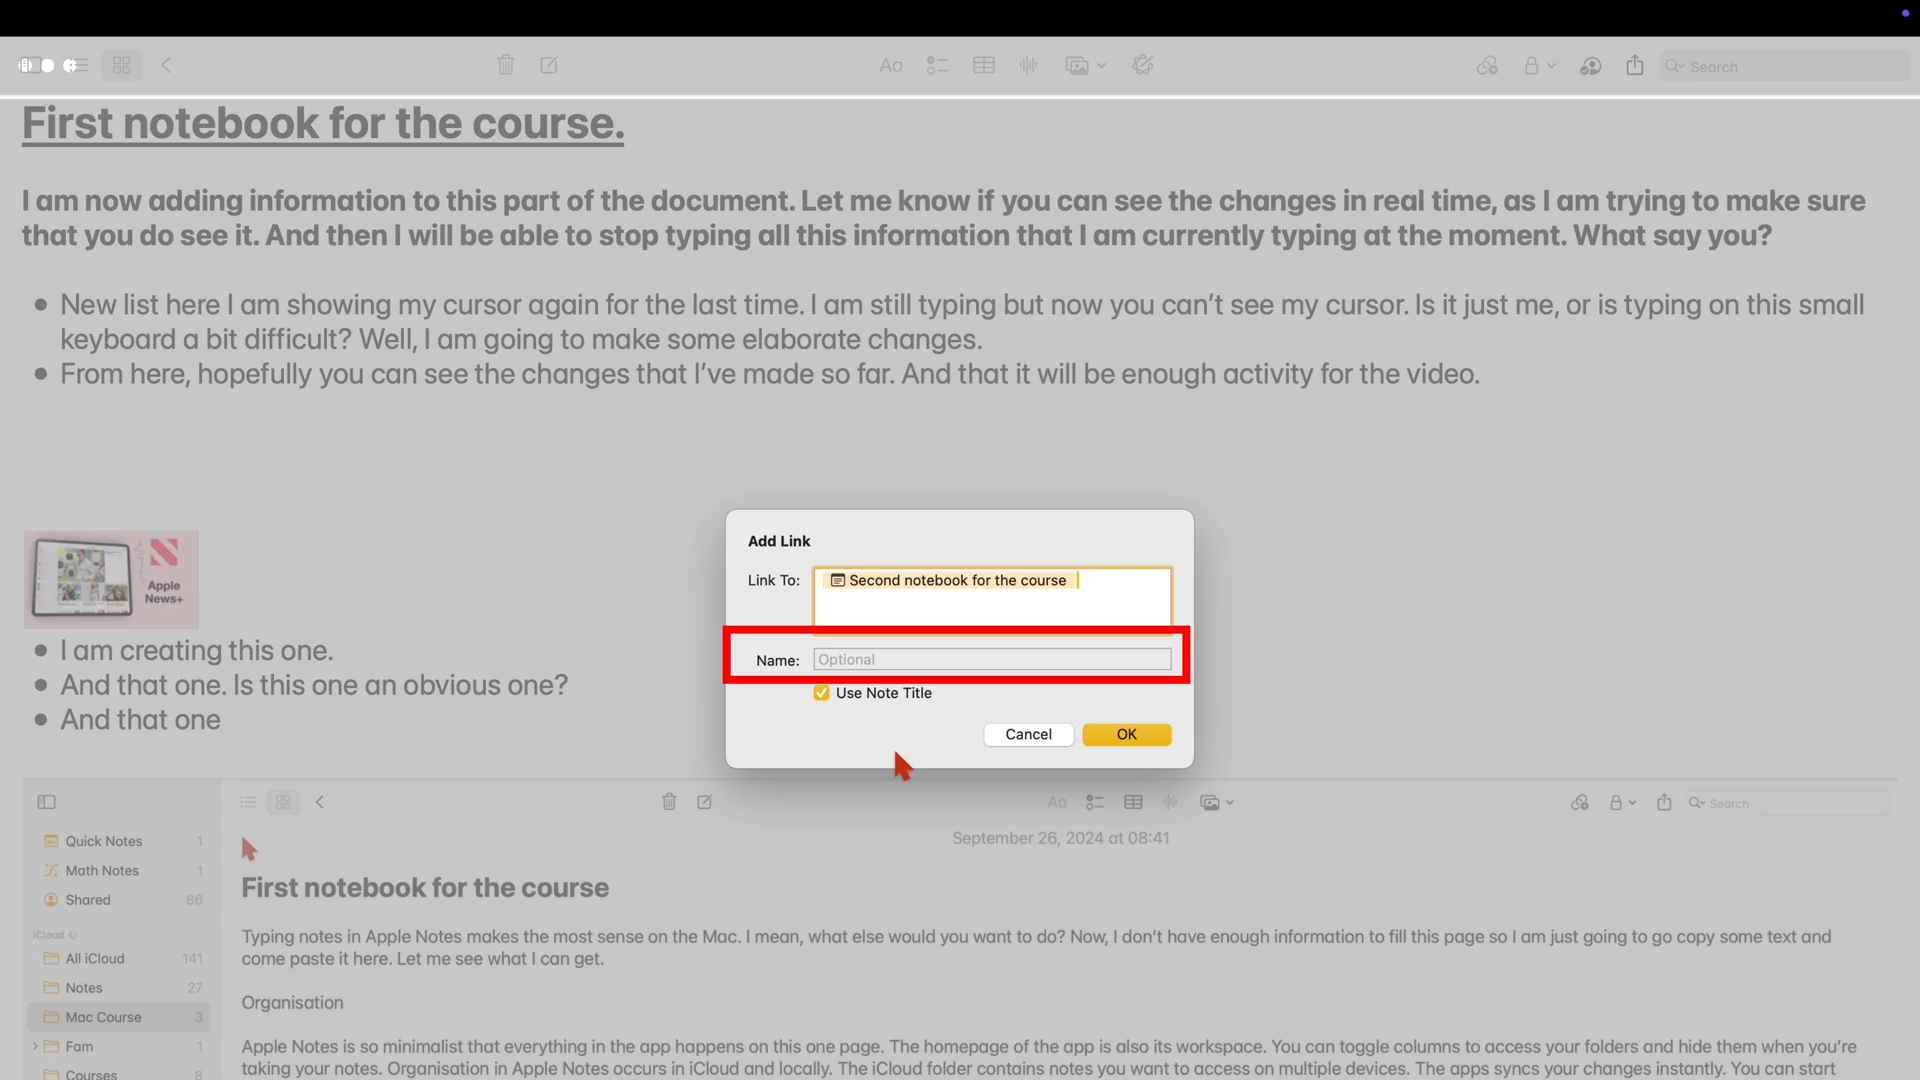 Aa
Search
First notebook for the course.
I am now adding information to this part of the document. Let me know if you can see the changes in real time, as I am trying to make sure
that you do see it. And then I will be able to stop typing all this information that I am currently typing at the moment. What say you?
• New list here I am showing my cursor again for the last time. I am still typing but now you can’t see my cursor. Is it just me, or is typing on this small
keyboard a bit difficult? Well, I am going to make some elaborate changes.
• From here, hopefully you can see the changes that I’ve made so far. And that it will be enough activity for the video.
Apple
News+
• I am creating this one.
• And that one. Is this one an obvious one?
• And that one
Add Link
Link To: Second notebook for the course
Name: Optional
Use Note Title
Cancel OK
Aa
Search
Quick Notes 1
Math Notes 1
Shared 86
iCloud
All iCloud 141
Notes 27
Mac Course 3
Fam 1
Courses 8
September 26, 2024 at 08:41
First notebook for the course
Typing notes in Apple Notes makes the most sense on the Mac. I mean, what else would you want to do? Now, I don’t have enough information to fill this page so I am just going to go copy some text and
come paste it here. Let me see what I can get.
Organisation
Apple Notes is so minimalist that everything in the app happens on this one page. The homepage of the app is also its workspace. You can toggle columns to access your folders and hide them when you’re
taking your notes. Organisation in Apple Notes occurs in iCloud and locally. The iCloud folder contains notes you want to access on multiple devices. The apps syncs your changes instantly. You can start